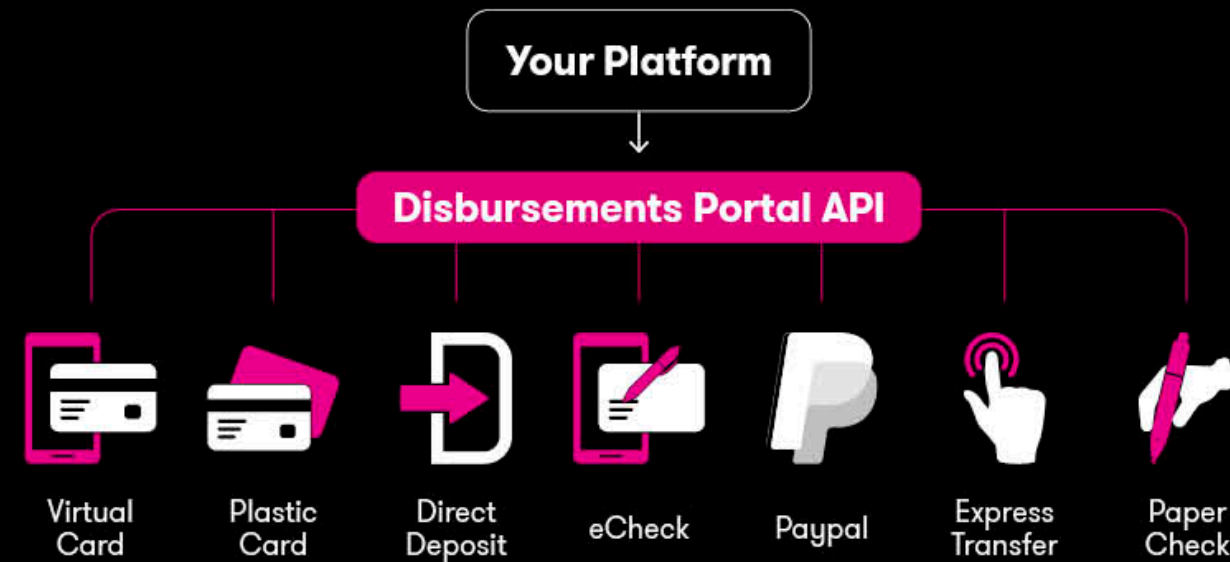 Your Platform
Disbursements Portal API
Virtual
Card
Plastic
Card
Direct
Deposit
eCheck
Paypal
Express
Transfer
Paper
Check